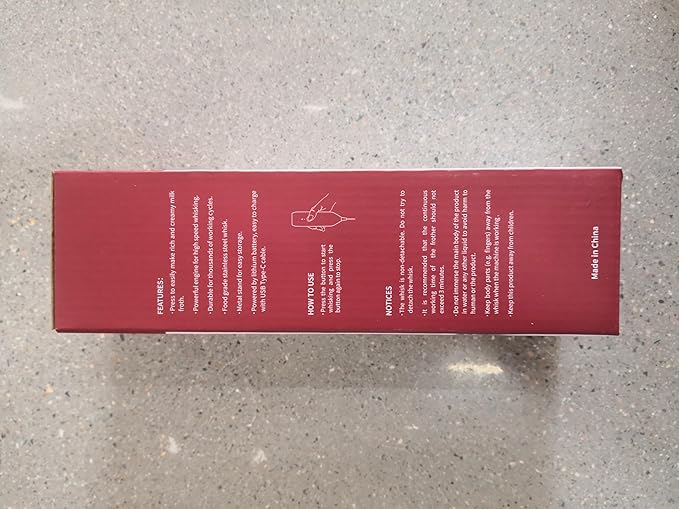 FEATURES:
· Press to easily make rich and creamy milk
froth.
· Powerful engine for high speed whisking.
· Durable for thousands of working cycles.
· Food grade stainless steel whisk.
· Metal stand for easy storage.
· Powered by lithium battery, easy to charge
with USB Type-C cable.
HOW TO USE
· Press the button to start
whisking and press the
button again to stop.
NOTICES
· The whisk is non-detachable. Do not try to
detach the whisk.
· It is recommended that the continuous
working time of the frother should not
exceed 3 minutes.
· Do not immerse the main body of the product
in water or any other liquid to avoid harm to
human or the product.
· Keep body parts (e.g. finger) away from the
whisk when the machine is working.
· Keep this product away from children.
Made in China